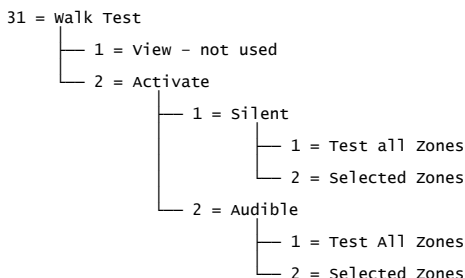 31 = Walk Test
1 = View – not used
2 = Activate
1 = Silent
1 = Test all Zones
2 = Selected Zones
2 = Audible
1 = Test All Zones
2 = Selected Zones